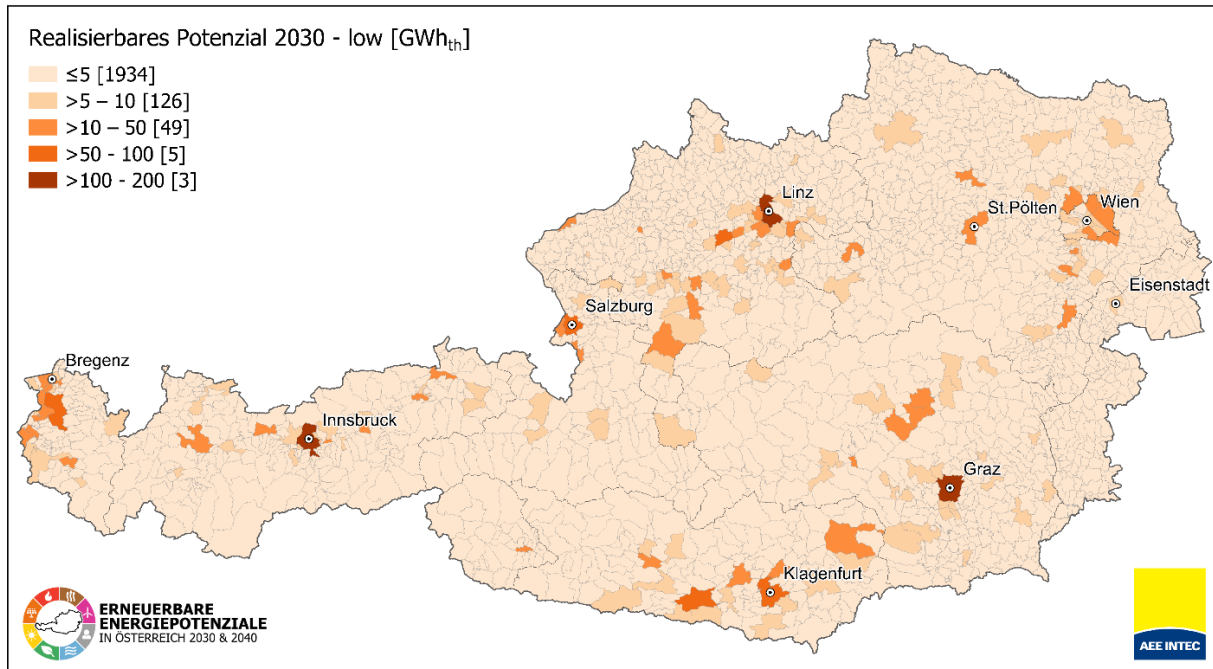 Realisierbares Potenzial 2030 - low [GWhth]
≤5 [1934]
>5 – 10 [126]
>10 – 50 [49]
>50 - 100 [5]
>100 - 200 [3]
Linz
St.Pölten
Wien
Eisenstadt
Salzburg
Bregenz
Innsbruck
Graz
Klagenfurt
ERNEUERBARE
ENERGIEPOTENZIALE
IN ÖSTERREICH 2030 & 2040
AEE INTEC